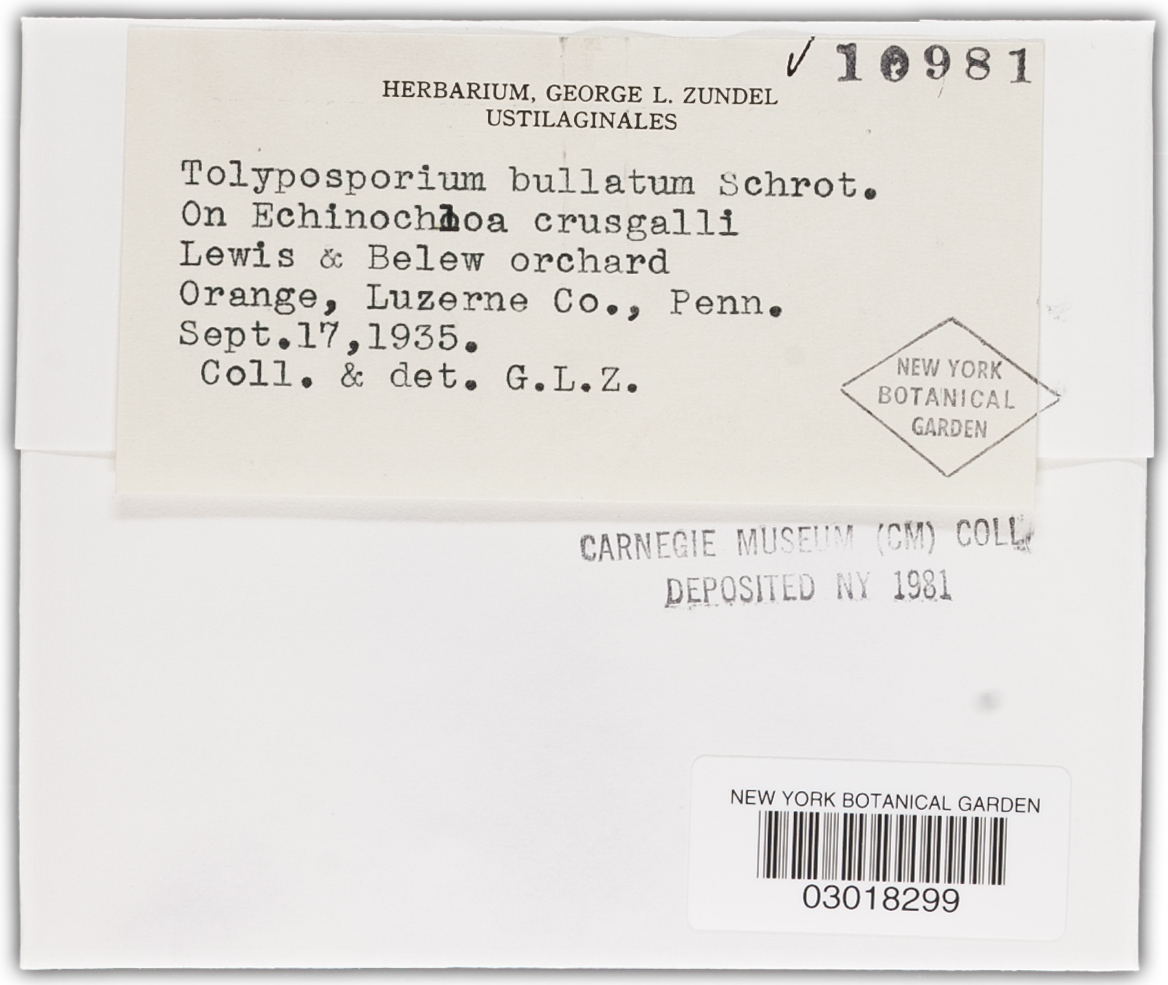 ✓ 10981
HERBARIUM, GEORGE L. ZUNDEL
USTILAGINALES
Tolyposporium bullatum Schrot.
On Echinochloa crusgalli
Lewis & Belew orchard
Orange, Luzerne Co., Penn.
Sept.17,1935.
Coll. & det. G.L.Z.
NEW YORK
BOTANICAL
GARDEN
CARNEGIE MUSEUM (CM) COLL.
DEPOSITED NY 1981
NEW YORK BOTANICAL GARDEN
03018299